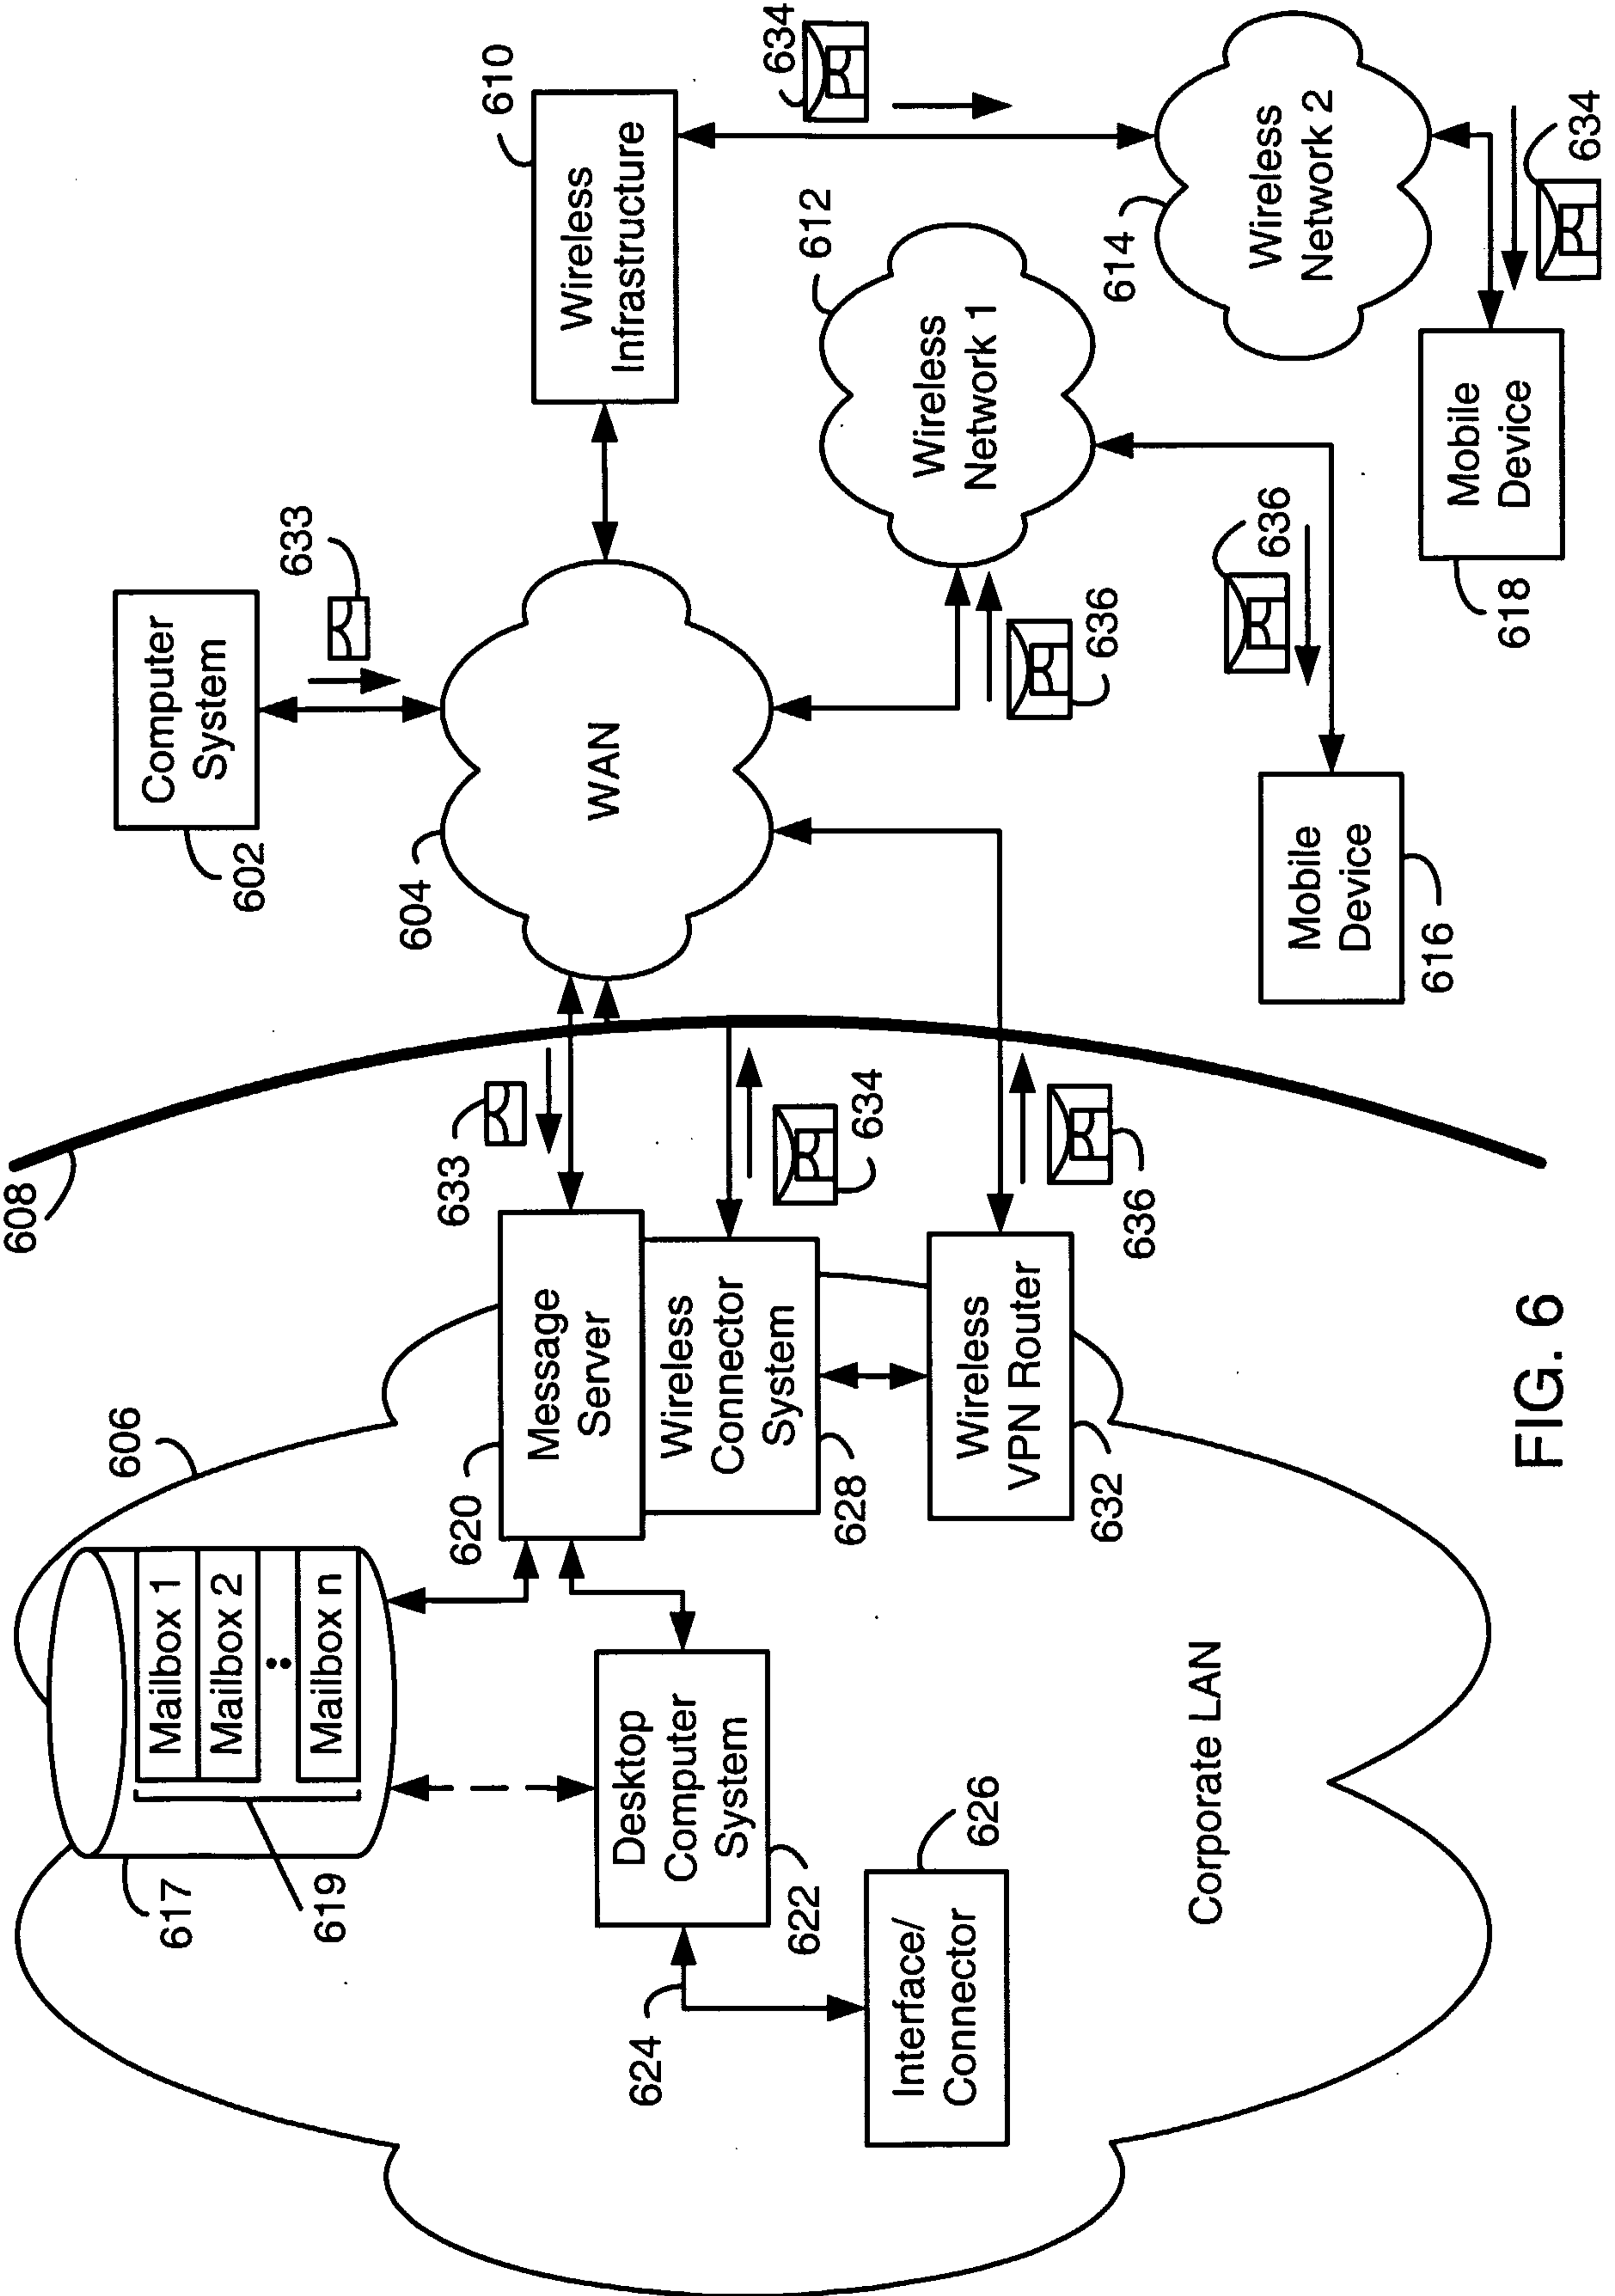 608
606
617
619
Mailbox 1
Mailbox 2
Mailbox n
620
Message
Server
633
602
Computer
System
633
604
WAN
610
Wireless
Infrastructure
634
622
Desktop
Computer
System
624
Interface/
Connector
626
628
Wireless
Connector
System
634
632
Wireless
VPN Router
636
636
612
Wireless
Network 1
614
Wireless
Network 2
636
616
Mobile
Device
618
Mobile
Device
634
Corporate LAN
FIG. 6